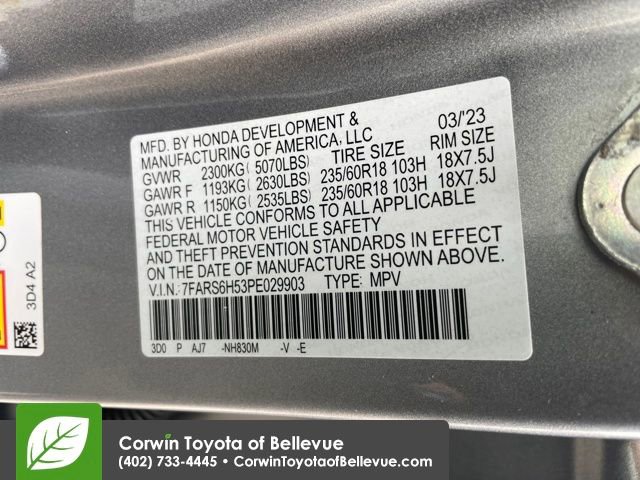 MFD. BY HONDA DEVELOPMENT &
MANUFACTURING OF AMERICA, LLC 03/'23
GVWR 2300KG( 5070LBS) TIRE SIZE RIM SIZE
GAWR F 1193KG( 2630LBS) 235/60R18 103H 18X7.5J
GAWR R 1150KG( 2535LBS) 235/60R18 103H 18X7.5J
THIS VEHICLE CONFORMS TO ALL APPLICABLE
FEDERAL MOTOR VEHICLE SAFETY
AND THEFT PREVENTION STANDARDS IN EFFECT
ON THE DATE OF MANUFACTURE SHOWN ABOVE.
V.I.N.:7FARS6H53PE029903 TYPE: MPV
3D0 P AJ7 -NH830M -V -E
3D4 A2
Corwin Toyota of Bellevue
(402) 733-4445 • CorwinToyotaofBellevue.com